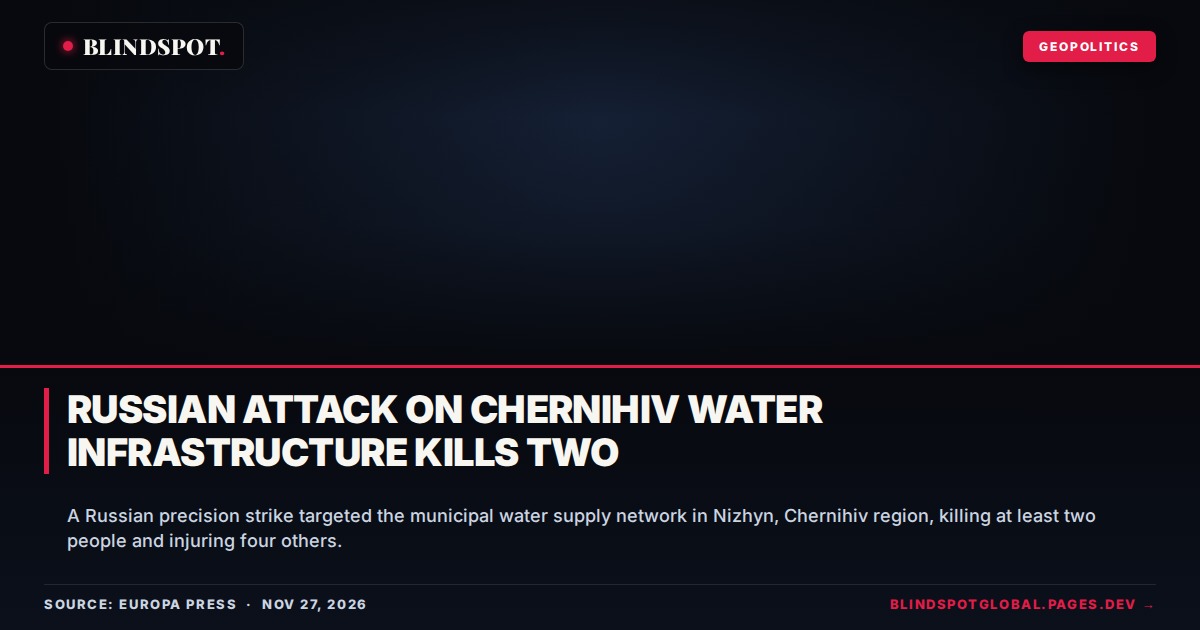 BLINDSPOT.
GEOPOLITICS
RUSSIAN ATTACK ON CHERNIHIV WATER
INFRASTRUCTURE KILLS TWO
A Russian precision strike targeted the municipal water supply network in Nizhyn, Chernihiv region, killing at least two
people and injuring four others.
SOURCE: EUROPA PRESS · NOV 27, 2026
BLINDSPOTGLOBAL.PAGES.DEV →